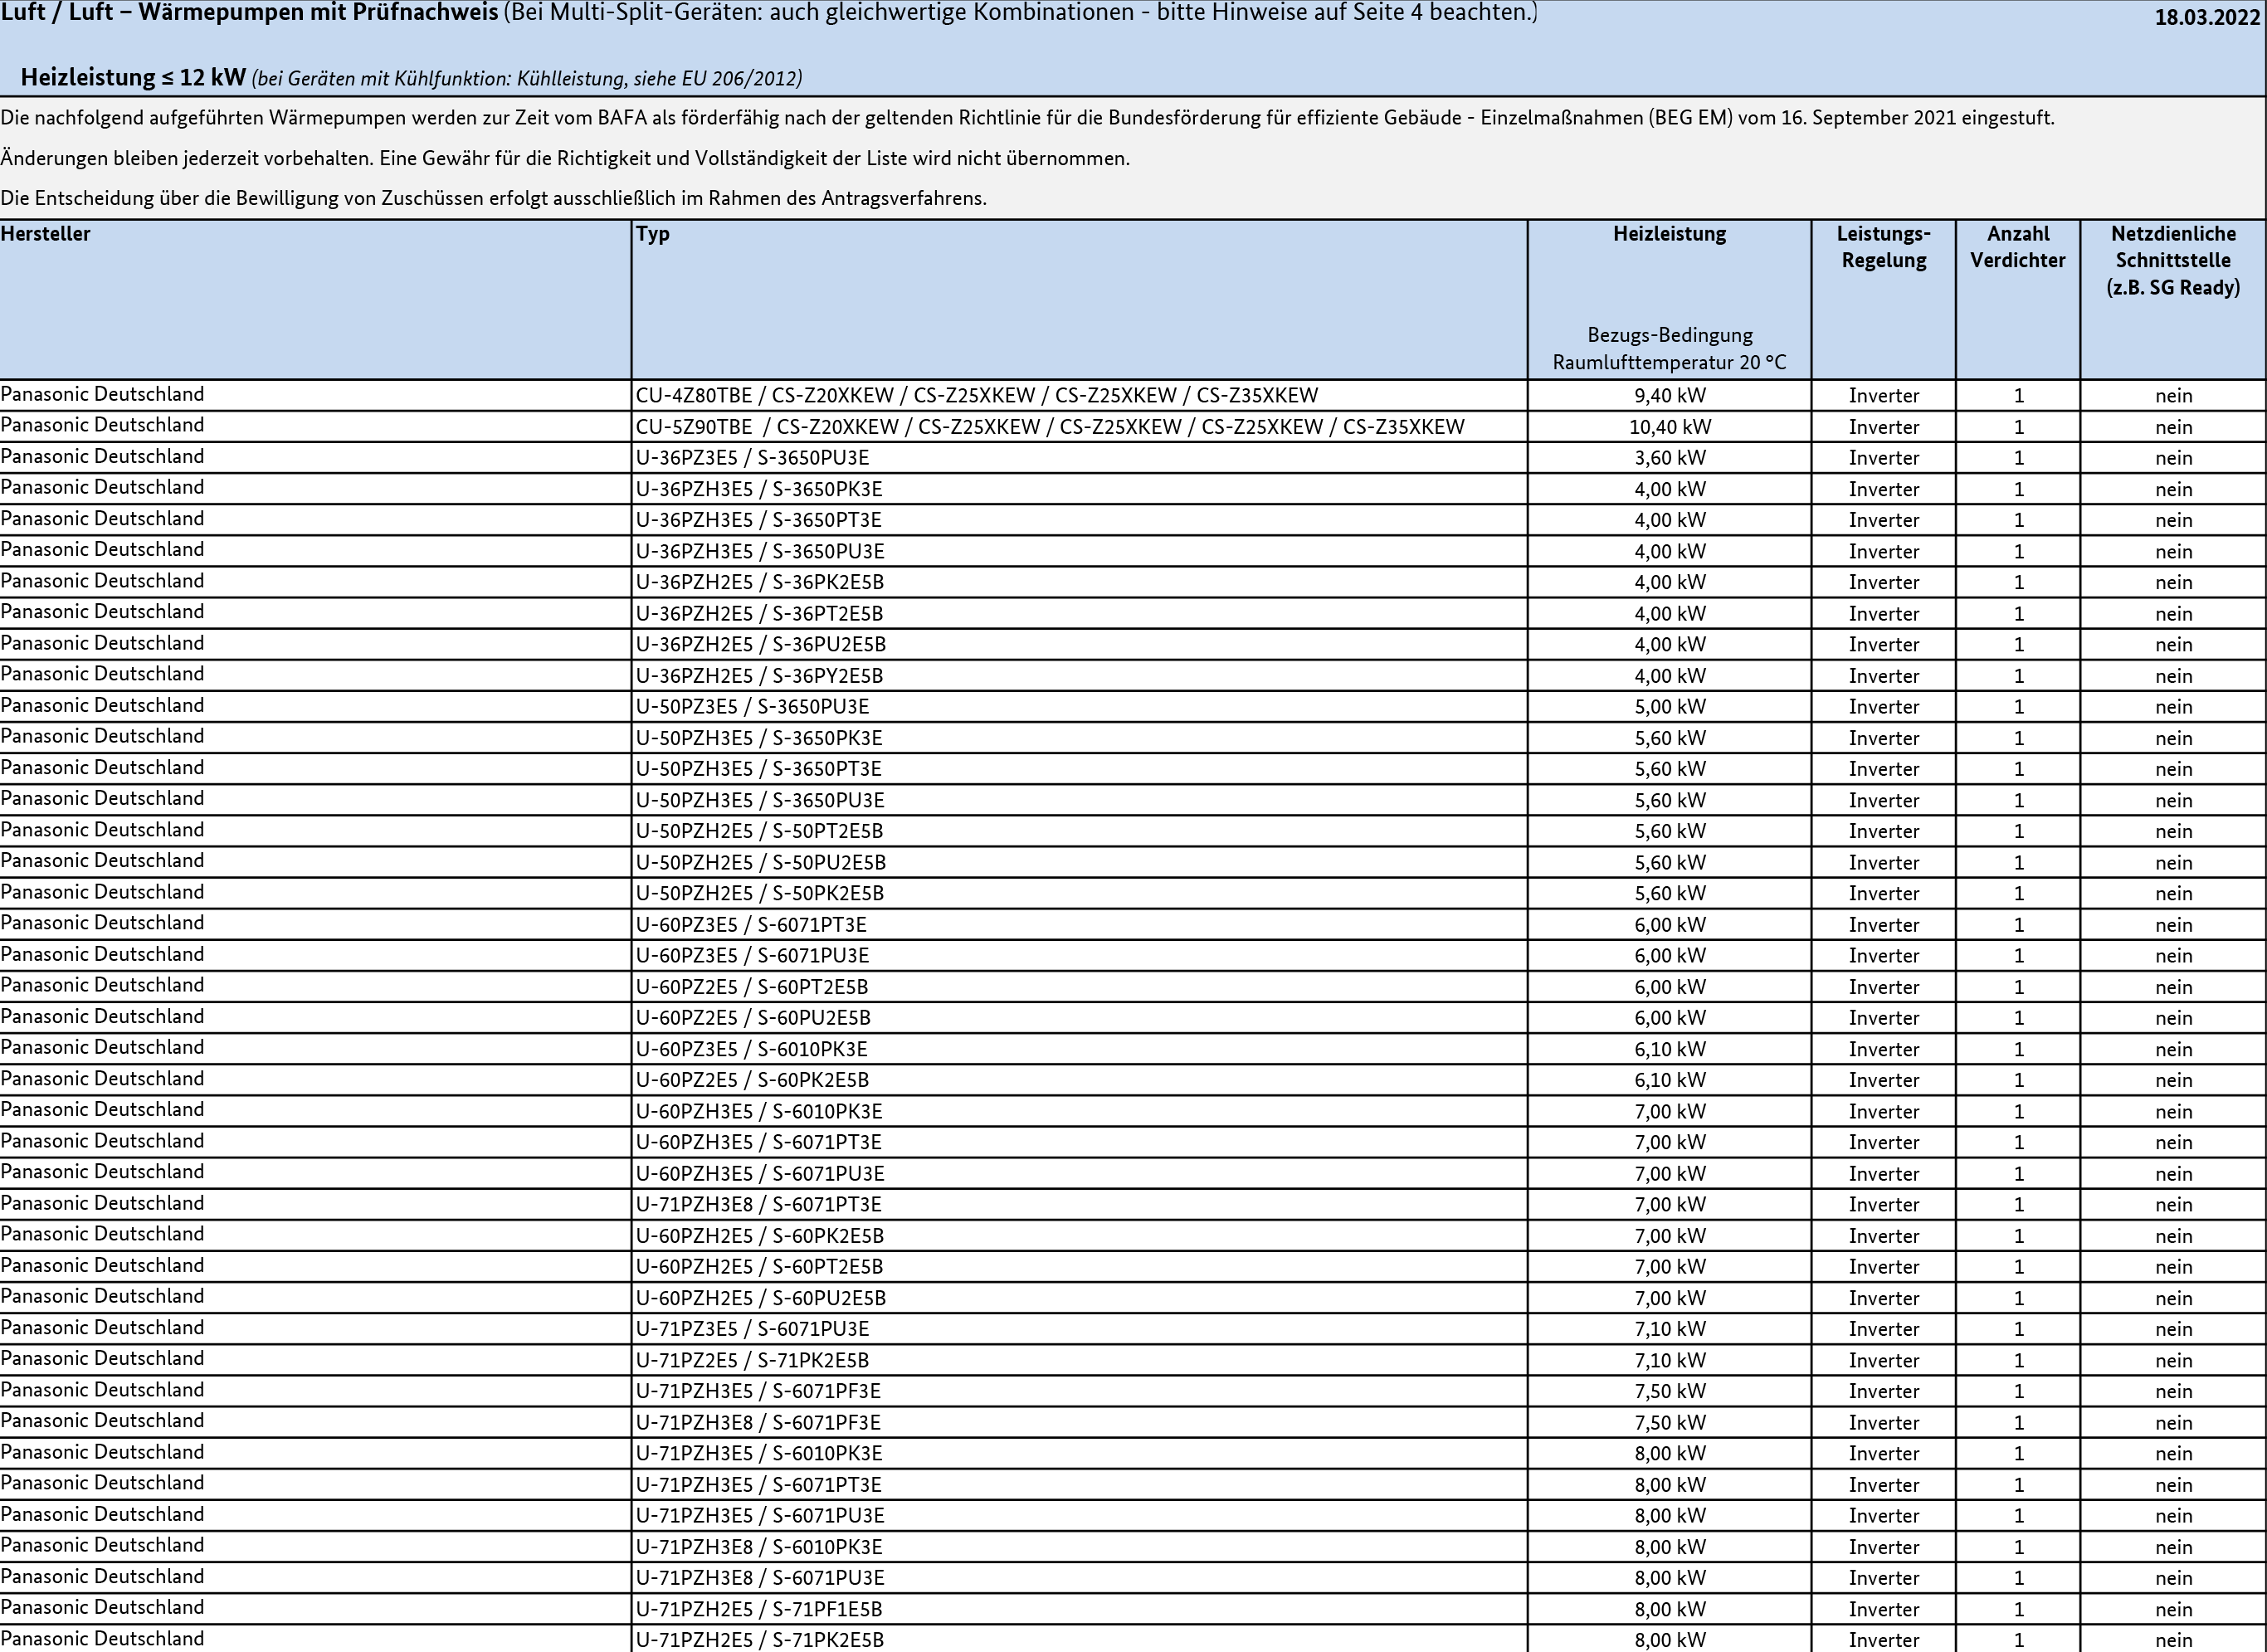 Luft / Luft – Wärmepumpen mit Prüfnachweis (Bei Multi-Split-Geräten: auch gleichwertige Kombinationen - bitte Hinweise auf Seite 4 beachten.) 18.03.2022
Heizleistung ≤ 12 kW (bei Geräten mit Kühlfunktion: Kühlleistung, siehe EU 206/2012)
Die nachfolgend aufgeführten Wärmepumpen werden zur Zeit vom BAFA als förderfähig nach der geltenden Richtlinie für die Bundesförderung für effiziente Gebäude - Einzelmaßnahmen (BEG EM) vom 16. September 2021 eingestuft.
Änderungen bleiben jederzeit vorbehalten. Eine Gewähr für die Richtigkeit und Vollständigkeit der Liste wird nicht übernommen.
Die Entscheidung über die Bewilligung von Zuschüssen erfolgt ausschließlich im Rahmen des Antragsverfahrens.
Hersteller Typ Heizleistung Leistungs- Anzahl Netzdienliche
Regelung Verdichter Schnittstelle
(z.B. SG Ready)
Bezugs-Bedingung
Raumlufttemperatur 20 °C
Panasonic Deutschland CU-4Z80TBE / CS-Z20XKEW / CS-Z25XKEW / CS-Z25XKEW / CS-Z35XKEW 9,40 kW Inverter 1 nein
Panasonic Deutschland CU-5Z90TBE / CS-Z20XKEW / CS-Z25XKEW / CS-Z25XKEW / CS-Z25XKEW / CS-Z35XKEW 10,40 kW Inverter 1 nein
Panasonic Deutschland U-36PZ3E5 / S-3650PU3E 3,60 kW Inverter 1 nein
Panasonic Deutschland U-36PZH3E5 / S-3650PK3E 4,00 kW Inverter 1 nein
Panasonic Deutschland U-36PZH3E5 / S-3650PT3E 4,00 kW Inverter 1 nein
Panasonic Deutschland U-36PZH3E5 / S-3650PU3E 4,00 kW Inverter 1 nein
Panasonic Deutschland U-36PZH2E5 / S-36PK2E5B 4,00 kW Inverter 1 nein
Panasonic Deutschland U-36PZH2E5 / S-36PT2E5B 4,00 kW Inverter 1 nein
Panasonic Deutschland U-36PZH2E5 / S-36PU2E5B 4,00 kW Inverter 1 nein
Panasonic Deutschland U-36PZH2E5 / S-36PY2E5B 4,00 kW Inverter 1 nein
Panasonic Deutschland U-50PZ3E5 / S-3650PU3E 5,00 kW Inverter 1 nein
Panasonic Deutschland U-50PZH3E5 / S-3650PK3E 5,60 kW Inverter 1 nein
Panasonic Deutschland U-50PZH3E5 / S-3650PT3E 5,60 kW Inverter 1 nein
Panasonic Deutschland U-50PZH3E5 / S-3650PU3E 5,60 kW Inverter 1 nein
Panasonic Deutschland U-50PZH2E5 / S-50PT2E5B 5,60 kW Inverter 1 nein
Panasonic Deutschland U-50PZH2E5 / S-50PU2E5B 5,60 kW Inverter 1 nein
Panasonic Deutschland U-50PZH2E5 / S-50PK2E5B 5,60 kW Inverter 1 nein
Panasonic Deutschland U-60PZ3E5 / S-6071PT3E 6,00 kW Inverter 1 nein
Panasonic Deutschland U-60PZ3E5 / S-6071PU3E 6,00 kW Inverter 1 nein
Panasonic Deutschland U-60PZ2E5 / S-60PT2E5B 6,00 kW Inverter 1 nein
Panasonic Deutschland U-60PZ2E5 / S-60PU2E5B 6,00 kW Inverter 1 nein
Panasonic Deutschland U-60PZ3E5 / S-6010PK3E 6,10 kW Inverter 1 nein
Panasonic Deutschland U-60PZ2E5 / S-60PK2E5B 6,10 kW Inverter 1 nein
Panasonic Deutschland U-60PZH3E5 / S-6010PK3E 7,00 kW Inverter 1 nein
Panasonic Deutschland U-60PZH3E5 / S-6071PT3E 7,00 kW Inverter 1 nein
Panasonic Deutschland U-60PZH3E5 / S-6071PU3E 7,00 kW Inverter 1 nein
Panasonic Deutschland U-71PZH3E8 / S-6071PT3E 7,00 kW Inverter 1 nein
Panasonic Deutschland U-60PZH2E5 / S-60PK2E5B 7,00 kW Inverter 1 nein
Panasonic Deutschland U-60PZH2E5 / S-60PT2E5B 7,00 kW Inverter 1 nein
Panasonic Deutschland U-60PZH2E5 / S-60PU2E5B 7,00 kW Inverter 1 nein
Panasonic Deutschland U-71PZ3E5 / S-6071PU3E 7,10 kW Inverter 1 nein
Panasonic Deutschland U-71PZ2E5 / S-71PK2E5B 7,10 kW Inverter 1 nein
Panasonic Deutschland U-71PZH3E5 / S-6071PF3E 7,50 kW Inverter 1 nein
Panasonic Deutschland U-71PZH3E8 / S-6071PF3E 7,50 kW Inverter 1 nein
Panasonic Deutschland U-71PZH3E5 / S-6010PK3E 8,00 kW Inverter 1 nein
Panasonic Deutschland U-71PZH3E5 / S-6071PT3E 8,00 kW Inverter 1 nein
Panasonic Deutschland U-71PZH3E5 / S-6071PU3E 8,00 kW Inverter 1 nein
Panasonic Deutschland U-71PZH3E8 / S-6010PK3E 8,00 kW Inverter 1 nein
Panasonic Deutschland U-71PZH3E8 / S-6071PU3E 8,00 kW Inverter 1 nein
Panasonic Deutschland U-71PZH2E5 / S-71PF1E5B 8,00 kW Inverter 1 nein
Panasonic Deutschland U-71PZH2E5 / S-71PK2E5B 8,00 kW Inverter 1 nein